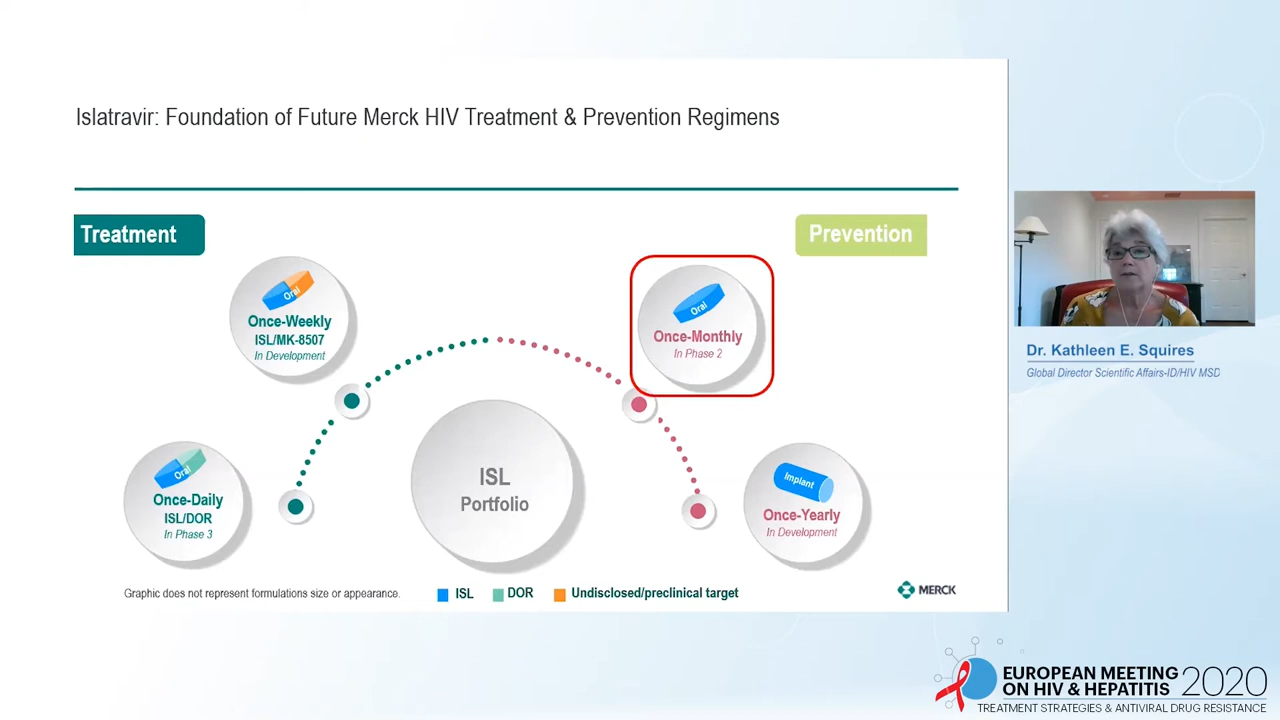 Islatravir: Foundation of Future Merck HIV Treatment & Prevention Regimens
Treatment
Prevention
Oral
Once-Weekly
ISL/MK-8507
In Development
Oral
Once-Monthly
In Phase 2
Oral
Once-Daily
ISL/DOR
In Phase 3
ISL
Portfolio
Implant
Once-Yearly
In Development
Graphic does not represent formulations size or appearance.
ISL
DOR
Undisclosed/preclinical target
MERCK
Dr. Kathleen E. Squires
Global Director Scientific Affairs-ID/HIV MSD
EUROPEAN MEETING
ON HIV & HEPATITIS
2020
TREATMENT STRATEGIES & ANTIVIRAL DRUG RESISTANCE